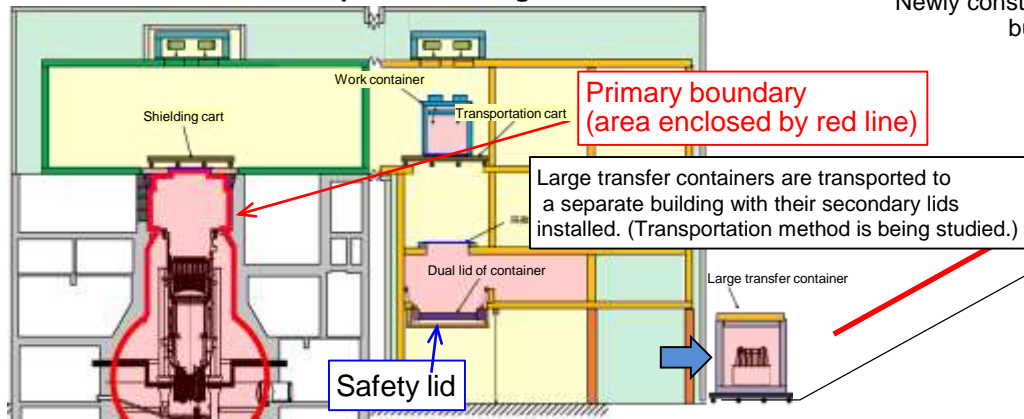 Newly const
bu
Work container
Primary boundary
(area enclosed by red line)
Shielding cart
Transportation cart
Large transfer containers are transported to
a separate building with their secondary lids
installed. (Transportation method is being studied.)
Dual lid of container
Large transfer container
Safety lid